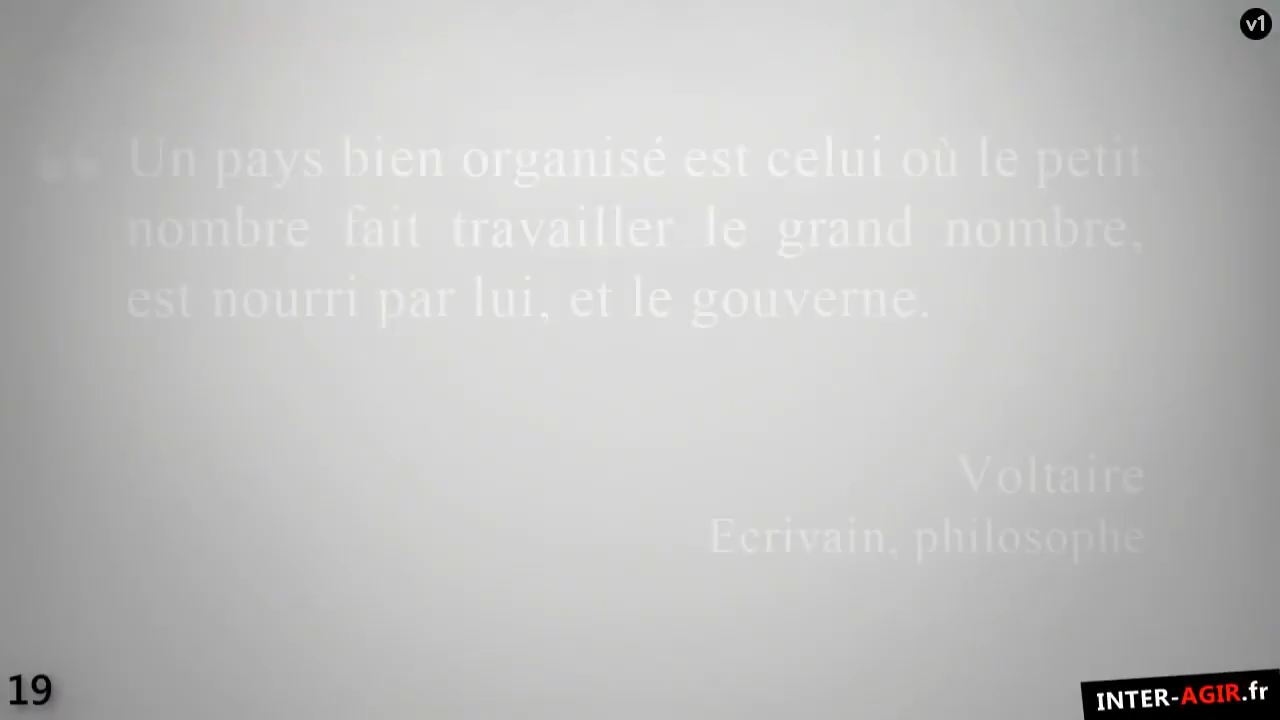 v1
“ Un pays bien organisé est celui où le petit
nombre fait travailler le grand nombre,
est nourri par lui, et le gouverne.
Voltaire
Ecrivain, philosophe
19
INTER-AGIR.fr